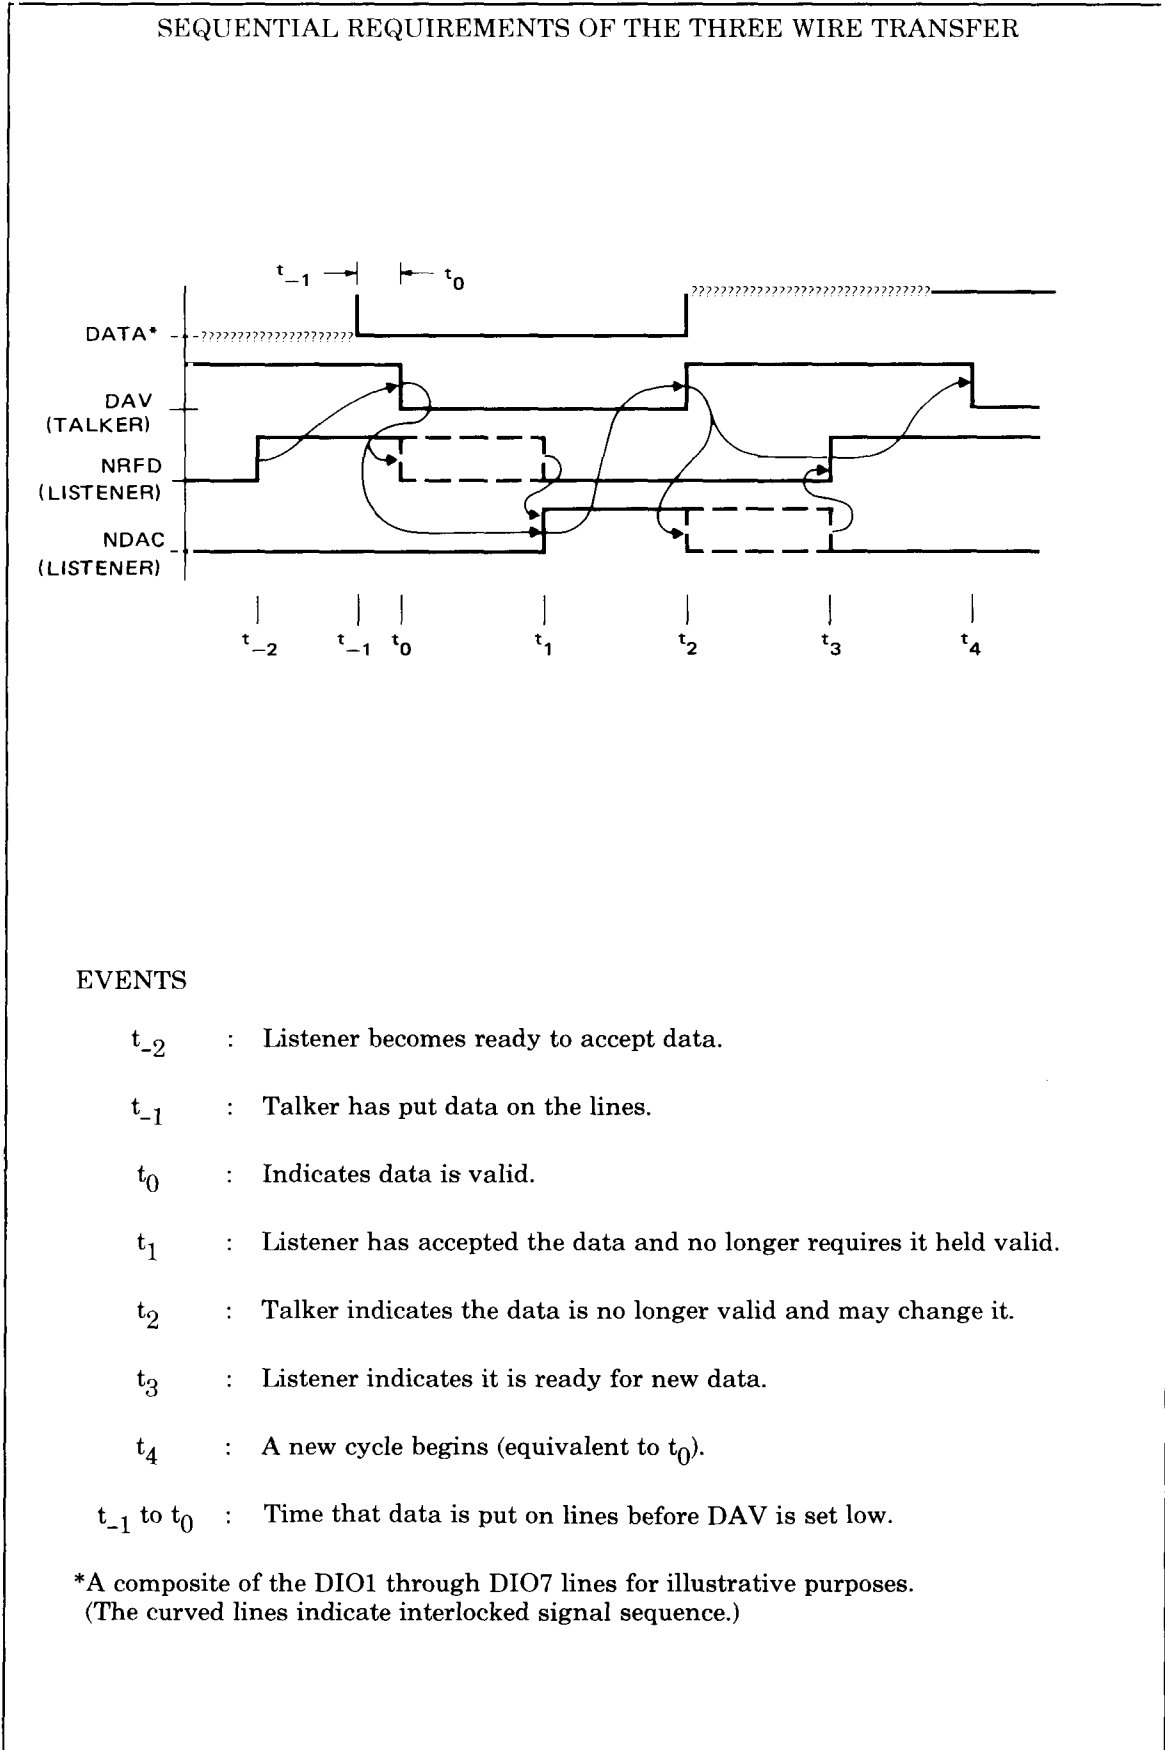 SEQUENTIAL REQUIREMENTS OF THE THREE WIRE TRANSFER
t−1 t0
DATA* ????????????????????? ?????????????????????????????????
DAV
(TALKER)
NRFD
(LISTENER)
NDAC
(LISTENER)
t−2 t−1 t0 t1 t2 t3 t4
EVENTS
t-2 : Listener becomes ready to accept data.
t-1 : Talker has put data on the lines.
t0 : Indicates data is valid.
t1 : Listener has accepted the data and no longer requires it held valid.
t2 : Talker indicates the data is no longer valid and may change it.
t3 : Listener indicates it is ready for new data.
t4 : A new cycle begins (equivalent to t0).
t-1 to t0 : Time that data is put on lines before DAV is set low.
*A composite of the DIO1 through DIO7 lines for illustrative purposes.
(The curved lines indicate interlocked signal sequence.)